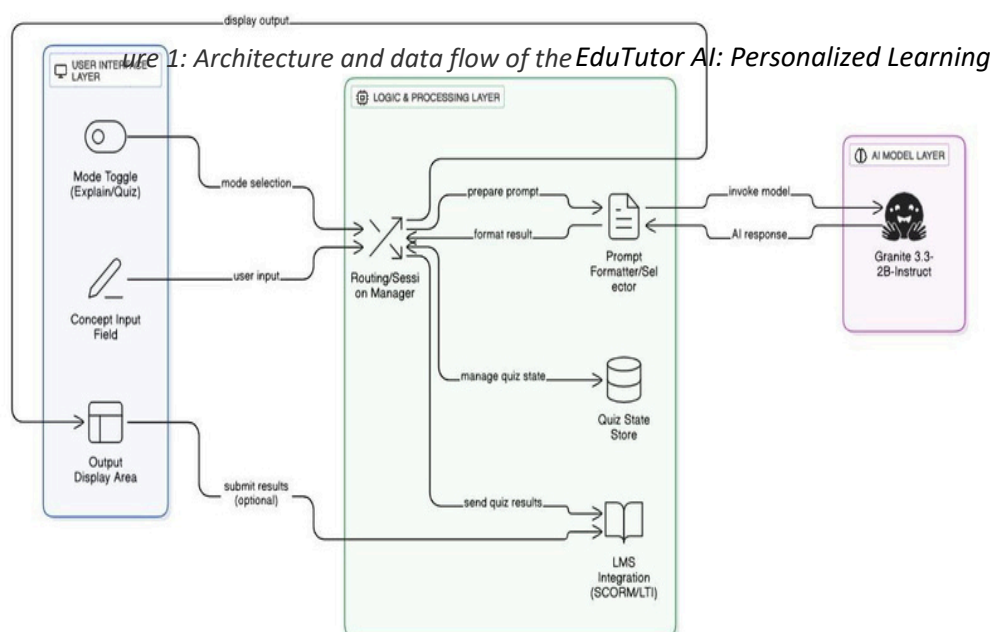 display output
ure 1: Architecture and data flow of the EduTutor AI: Personalized Learning
USER INTERFACE
LAYER
LOGIC & PROCESSING LAYER
AI MODEL LAYER
Mode Toggle
(Explain/Quiz)
mode selection
prepare prompt
invoke model
format result
AI response
Routing/Sessi
on Manager
Prompt
Formatter/Sel
ector
Granite 3.3-
2B-Instruct
user input
Concept Input
Field
manage quiz state
Quiz State
Store
Output
Display Area
submit results
(optional)
send quiz results
LMS
Integration
(SCORM/LTI)